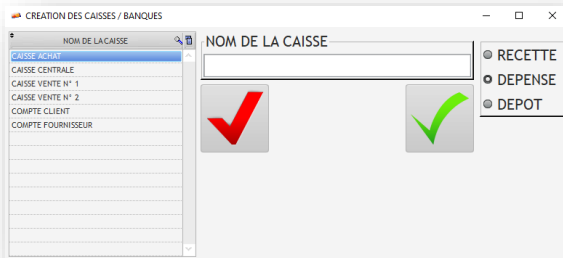 CREATION DES CAISSES / BANQUES
NOM DE LA CAISSE
CAISSE ACHAT
CAISSE CENTRALE
CAISSE VENTE N° 1
CAISSE VENTE N° 2
COMPTE CLIENT
COMPTE FOURNISSEUR
NOM DE LA CAISSE
RECETTE
DEPENSE
DEPOT